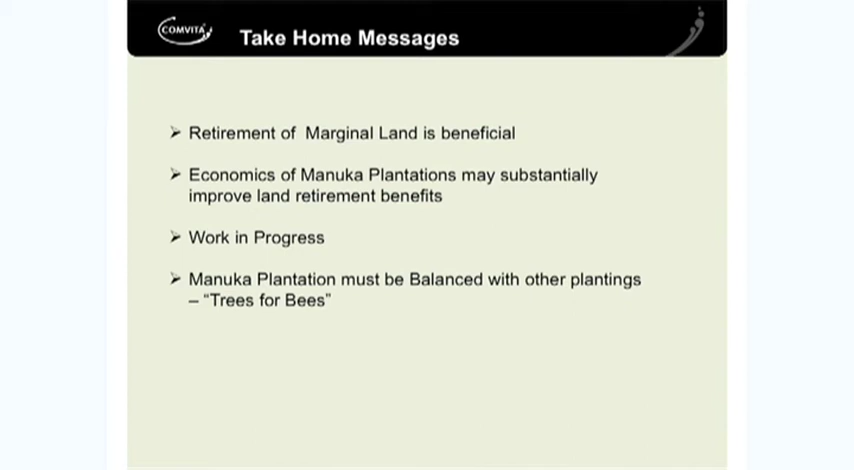 COMVITA
Take Home Messages
➢ Retirement of Marginal Land is beneficial
➢ Economics of Manuka Plantations may substantially
improve land retirement benefits
➢ Work in Progress
➢ Manuka Plantation must be Balanced with other plantings
– “Trees for Bees”